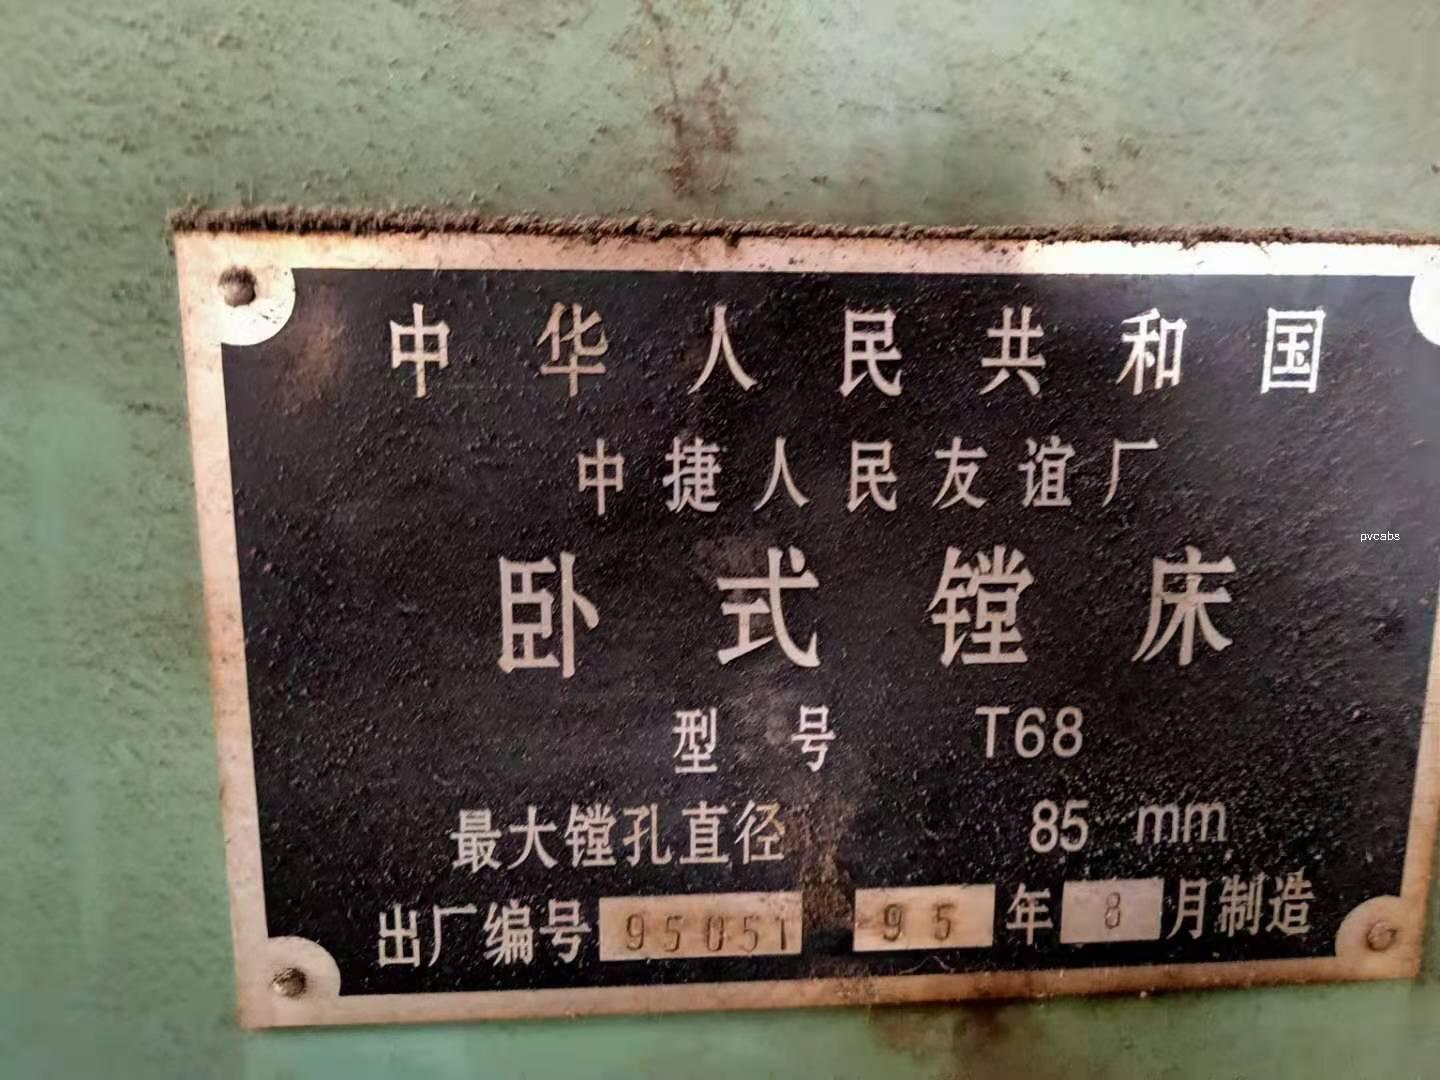 中华人民共和国
中捷人民友谊厂
卧式镗床
型号 T68
最大镗孔直径 85 mm
出厂编号 95051 95 年 8 月制造
pvcabs